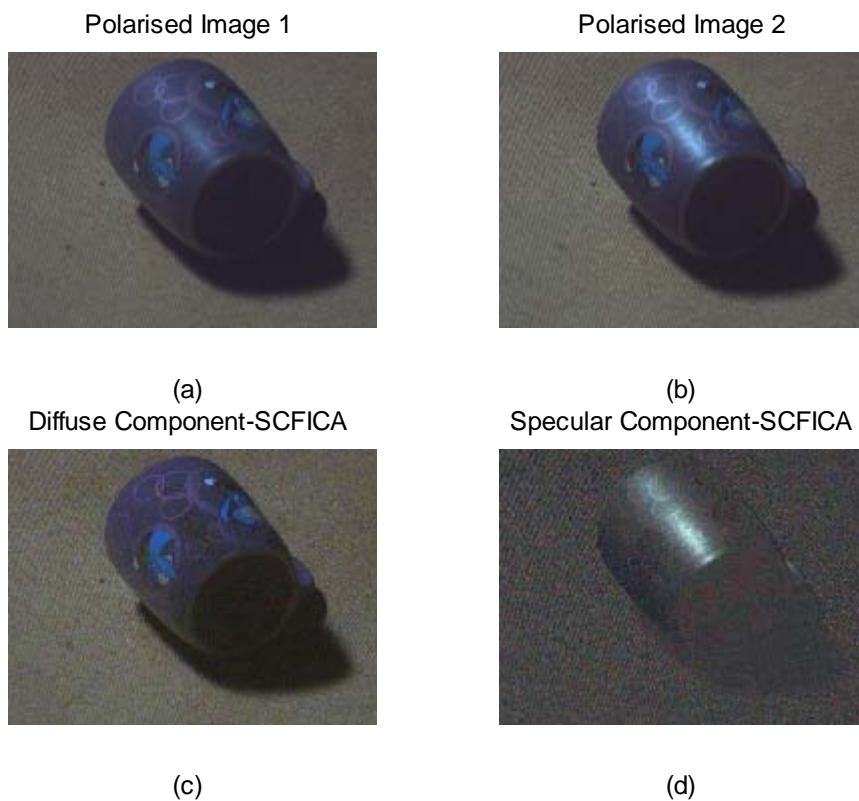 Polarised Image 1
Polarised Image 2
(a)
(b)
Diffuse Component-SCFICA
Specular Component-SCFICA
(c)
(d)